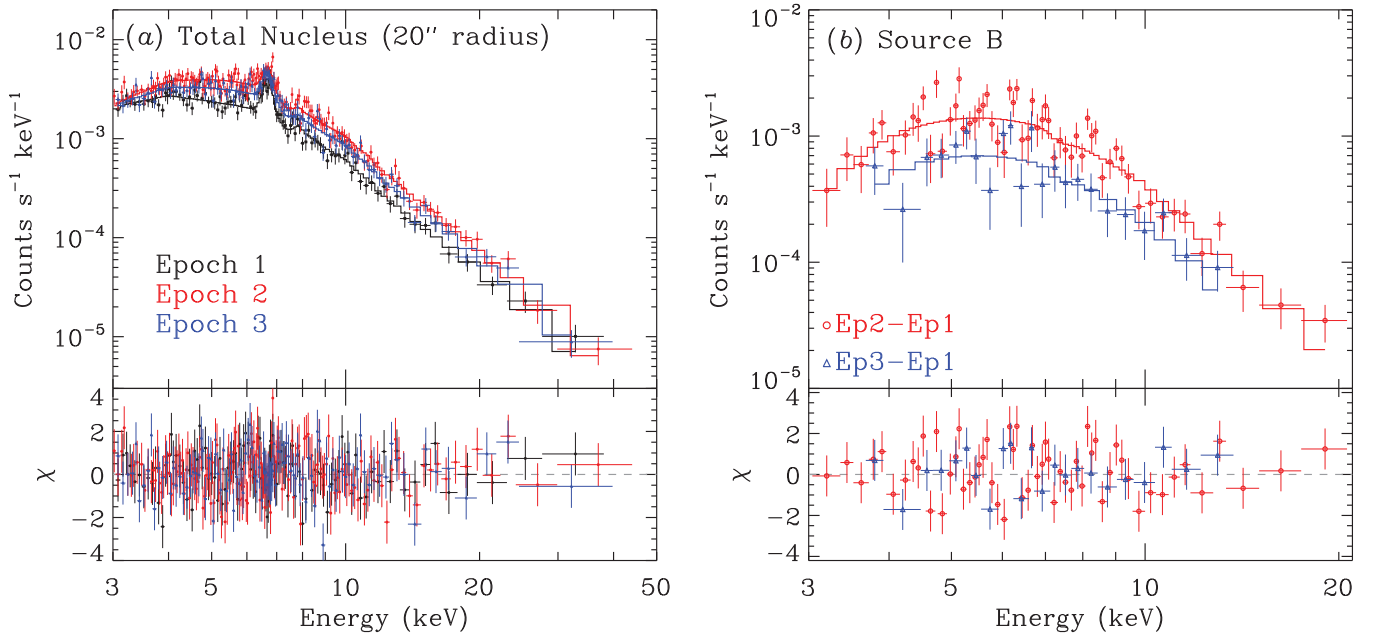 (a) Total Nucleus (20″ radius)
10⁻²
10⁻³
10⁻⁴
10⁻⁵
Counts s⁻¹ keV⁻¹
Epoch 1
Epoch 2
Epoch 3
4
2
0
-2
-4
χ
3
5
10
20
50
Energy (keV)
(b) Source B
10⁻²
10⁻³
10⁻⁴
10⁻⁵
Counts s⁻¹ keV⁻¹
Ep2-Ep1
Ep3-Ep1
4
2
0
-2
-4
χ
3
5
10
20
Energy (keV)